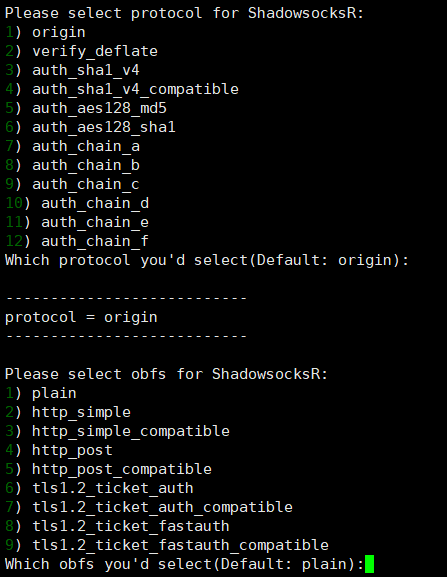 Please select protocol for ShadowsocksR:
1) origin
2) verify_deflate
3) auth_sha1_v4
4) auth_sha1_v4_compatible
5) auth_aes128_md5
6) auth_aes128_sha1
7) auth_chain_a
8) auth_chain_b
9) auth_chain_c
10) auth_chain_d
11) auth_chain_e
12) auth_chain_f
Which protocol you'd select(Default: origin):
---------------------------
protocol = origin
---------------------------
Please select obfs for ShadowsocksR:
1) plain
2) http_simple
3) http_simple_compatible
4) http_post
5) http_post_compatible
6) tls1.2_ticket_auth
7) tls1.2_ticket_auth_compatible
8) tls1.2_ticket_fastauth
9) tls1.2_ticket_fastauth_compatible
Which obfs you'd select(Default: plain):